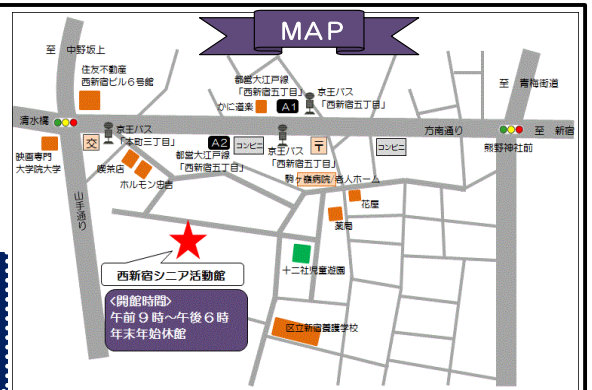 MAP
至 中野坂上
住友不動産
西新宿ビル6号館
都営大江戸線
「西新宿五丁目」
かに道楽
A1
京王バス
「西新宿五丁目」
至 青梅街道
清水橋
京王バス
「本町三丁目」
方南通り
至 新宿
熊野神社前
映画専門
大学院大学
交
喫茶店
ホルモン忠吉
A2
都営大江戸線
「西新宿五丁目」
コンビニ
京王バス
「西新宿五丁目」
〒
コンビニ
駒ヶ嶺病院/老人ホーム
花屋
薬局
山手通り
西新宿シニア活動館
十二社児童遊園
<開館時間>
午前9時～午後6時
年末年始休館
区立新宿養護学校